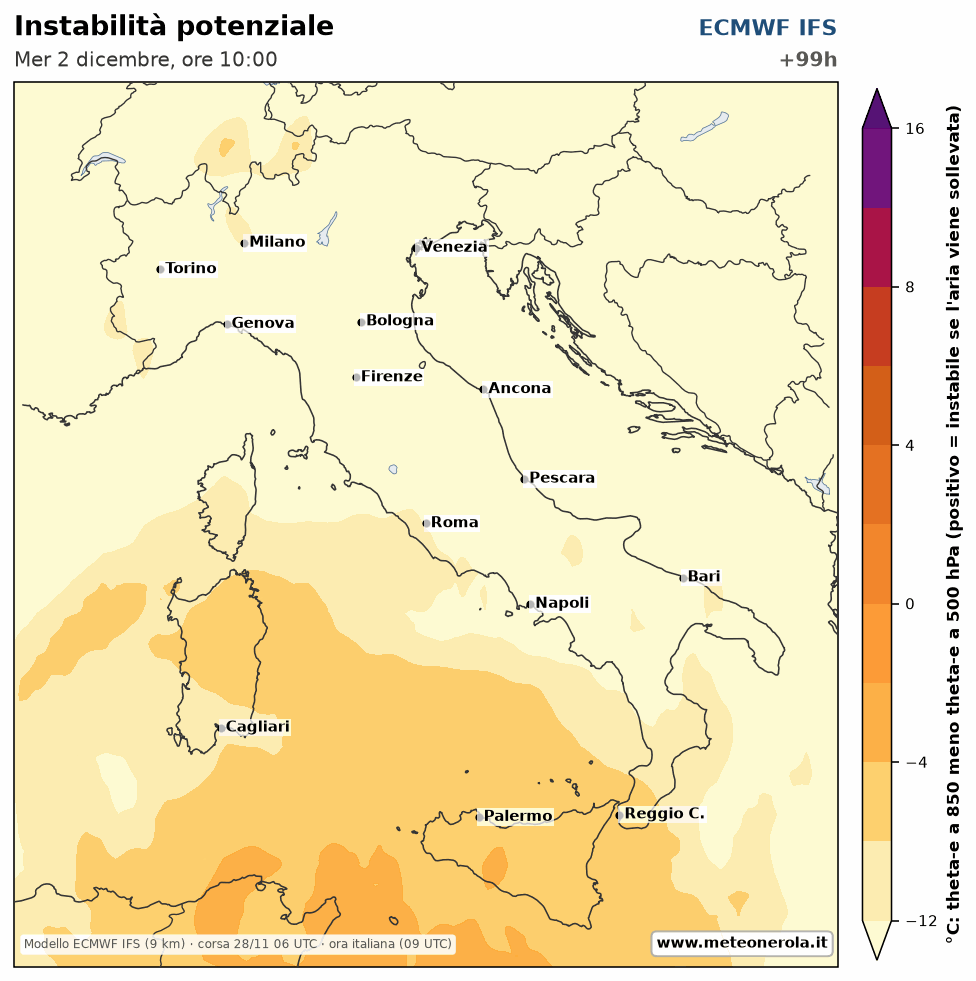 Instabilità potenziale
ECMWF IFS
Mer 2 dicembre, ore 10:00
+99h
Milano
Venezia
Torino
Genova
Bologna
Firenze
Ancona
Pescara
Roma
Bari
Napoli
Cagliari
Palermo
Reggio C.
16
8
4
0
−4
−12
°C: theta-e a 850 meno theta-e a 500 hPa (positivo = instabile se l'aria viene sollevata)
Modello ECMWF IFS (9 km) · corsa 28/11 06 UTC · ora italiana (09 UTC)
www.meteonerola.it